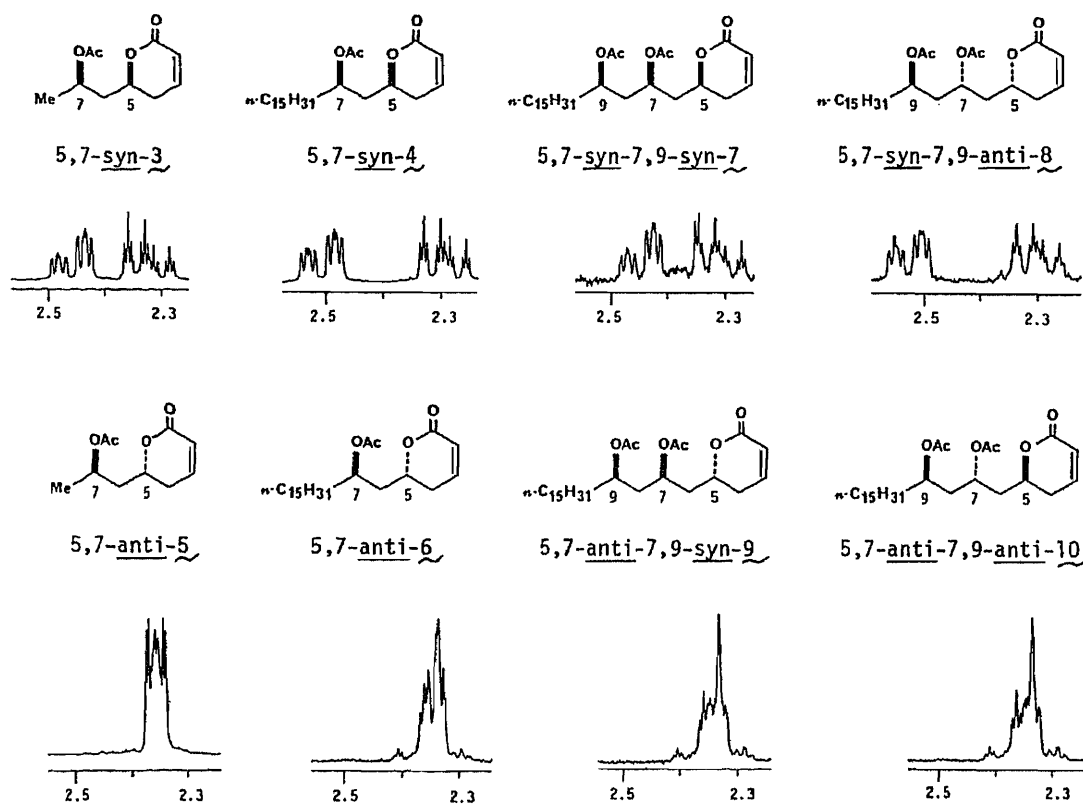 O
OAc O
Me 7 5
5,7-syn-3
O
OAc O
n-C15H31 7 5
5,7-syn-4
O
OAc OAc O
n-C15H31 9 7 5
5,7-syn-7,9-syn-7
O
OAc OAc O
n-C15H31 9 7 5
5,7-syn-7,9-anti-8
2.5 2.3
2.5 2.3
2.5 2.3
2.5 2.3
O
OAc O
Me 7 5
5,7-anti-5
O
OAc O
n-C15H31 7 5
5,7-anti-6
O
OAc OAc O
n-C15H31 9 7 5
5,7-anti-7,9-syn-9
O
OAc OAc O
n-C15H31 9 7 5
5,7-anti-7,9-anti-10
2.5 2.3
2.5 2.3
2.5 2.3
2.5 2.3